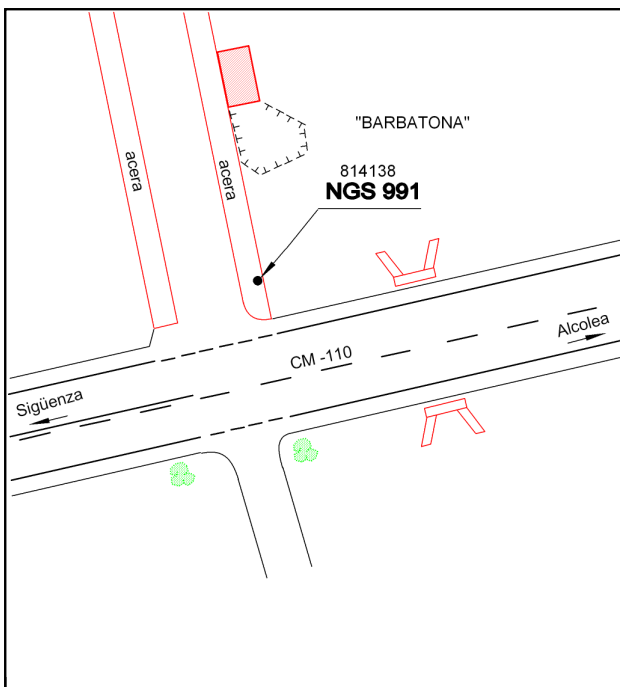 "BARBATONA"
acera
acera
814138
NGS 991
CM -110
Alcolea
Sigüenza